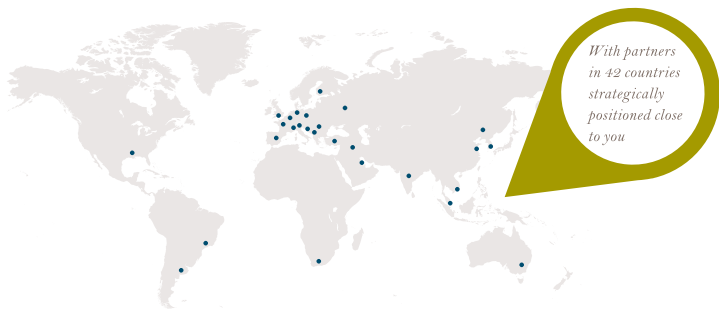 With partners
in 42 countries
strategically
positioned close
to you